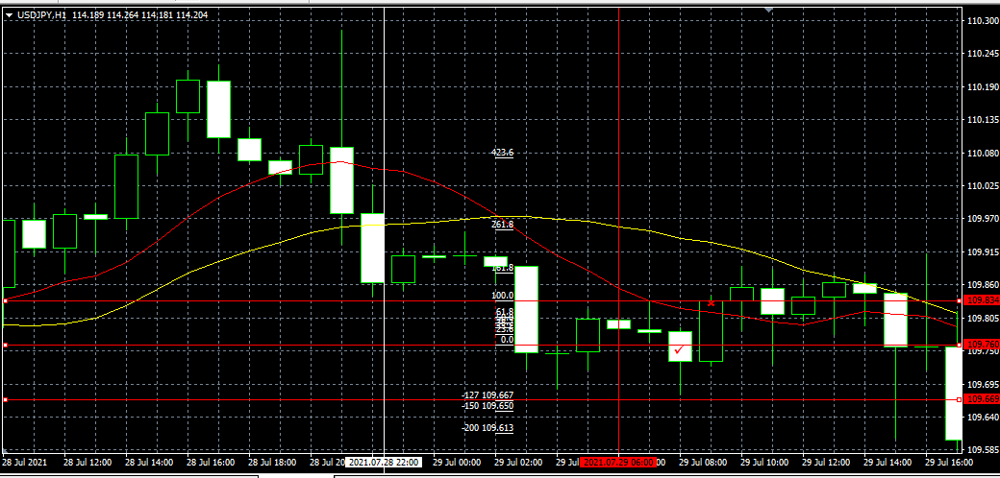 USDJPY,H1 114.189 114.264 114.181 114.204
110.300
110.245
110.190
110.135
110.080
110.025
109.970
109.915
109.860
109.834
109.805
109.760
109.750
109.695
109.669
109.640
109.585
423.6
261.8
161.8
100.0
61.8
23.6
0.0
-127 109.667
-150 109.650
-200 109.613
28 Jul 2021
28 Jul 12:00
28 Jul 14:00
28 Jul 16:00
28 Jul 18:00
28 Jul 20
2021.07.28 22:00
29 Jul 00:00
29 Jul 02:00
29 Jul
2021.07.29 06:00
29 Jul 08:00
29 Jul 10:00
29 Jul 12:00
29 Jul 14:00
29 Jul 16:00